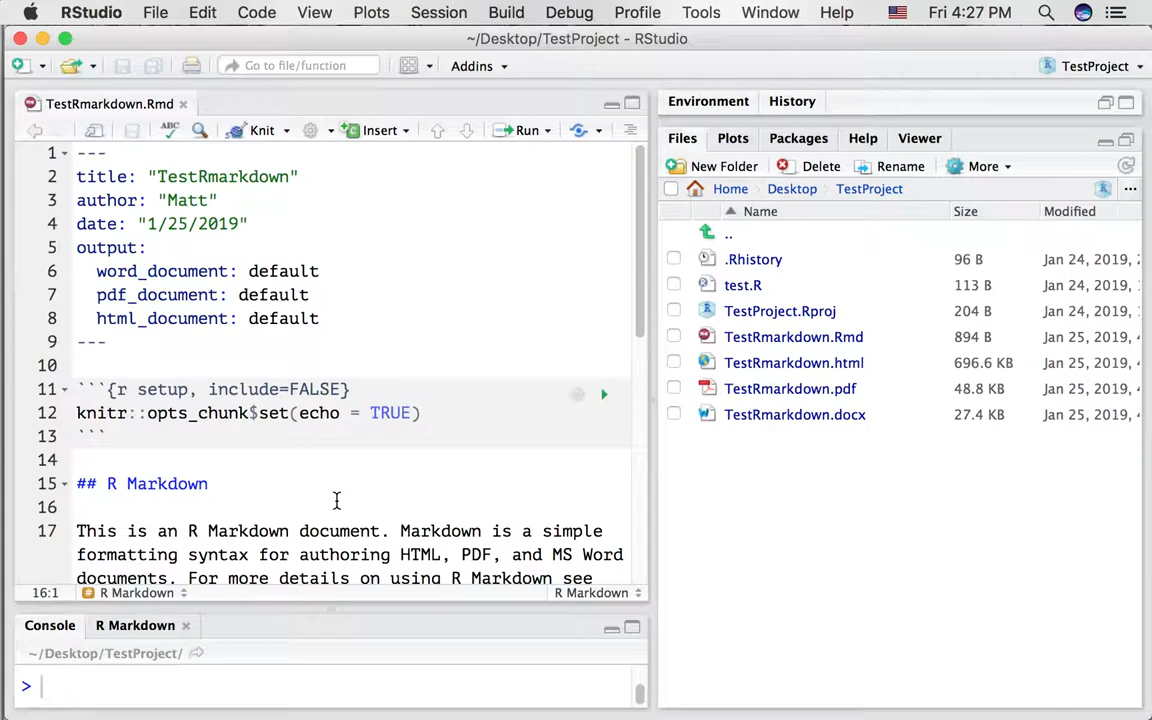 RStudio File Edit Code View Plots Session Build Debug Profile Tools Window Help Fri 4:27 PM
~/Desktop/TestProject - RStudio
Go to file/function Addins TestProject
TestRmarkdown.Rmd
ABC Knit Insert Run
1 ---
2 title: "TestRmarkdown"
3 author: "Matt"
4 date: "1/25/2019"
5 output:
6 word_document: default
7 pdf_document: default
8 html_document: default
9 ---
10
11 ```{r setup, include=FALSE}
12 knitr::opts_chunk$set(echo = TRUE)
13 ```
14
15 ## R Markdown
16
17 This is an R Markdown document. Markdown is a simple
formatting syntax for authoring HTML, PDF, and MS Word
documents. For more details on using R Markdown see
16:1 R Markdown R Markdown
Console R Markdown
~/Desktop/TestProject/
>
Environment History
Files Plots Packages Help Viewer
New Folder Delete Rename More
Home Desktop TestProject ...
Name Size Modified
..
.Rhistory 96 B Jan 24, 2019,
test.R 113 B Jan 24, 2019,
TestProject.Rproj 204 B Jan 24, 2019,
TestRmarkdown.Rmd 894 B Jan 25, 2019,
TestRmarkdown.html 696.6 KB Jan 25, 2019,
TestRmarkdown.pdf 48.8 KB Jan 25, 2019,
TestRmarkdown.docx 27.4 KB Jan 25, 2019,